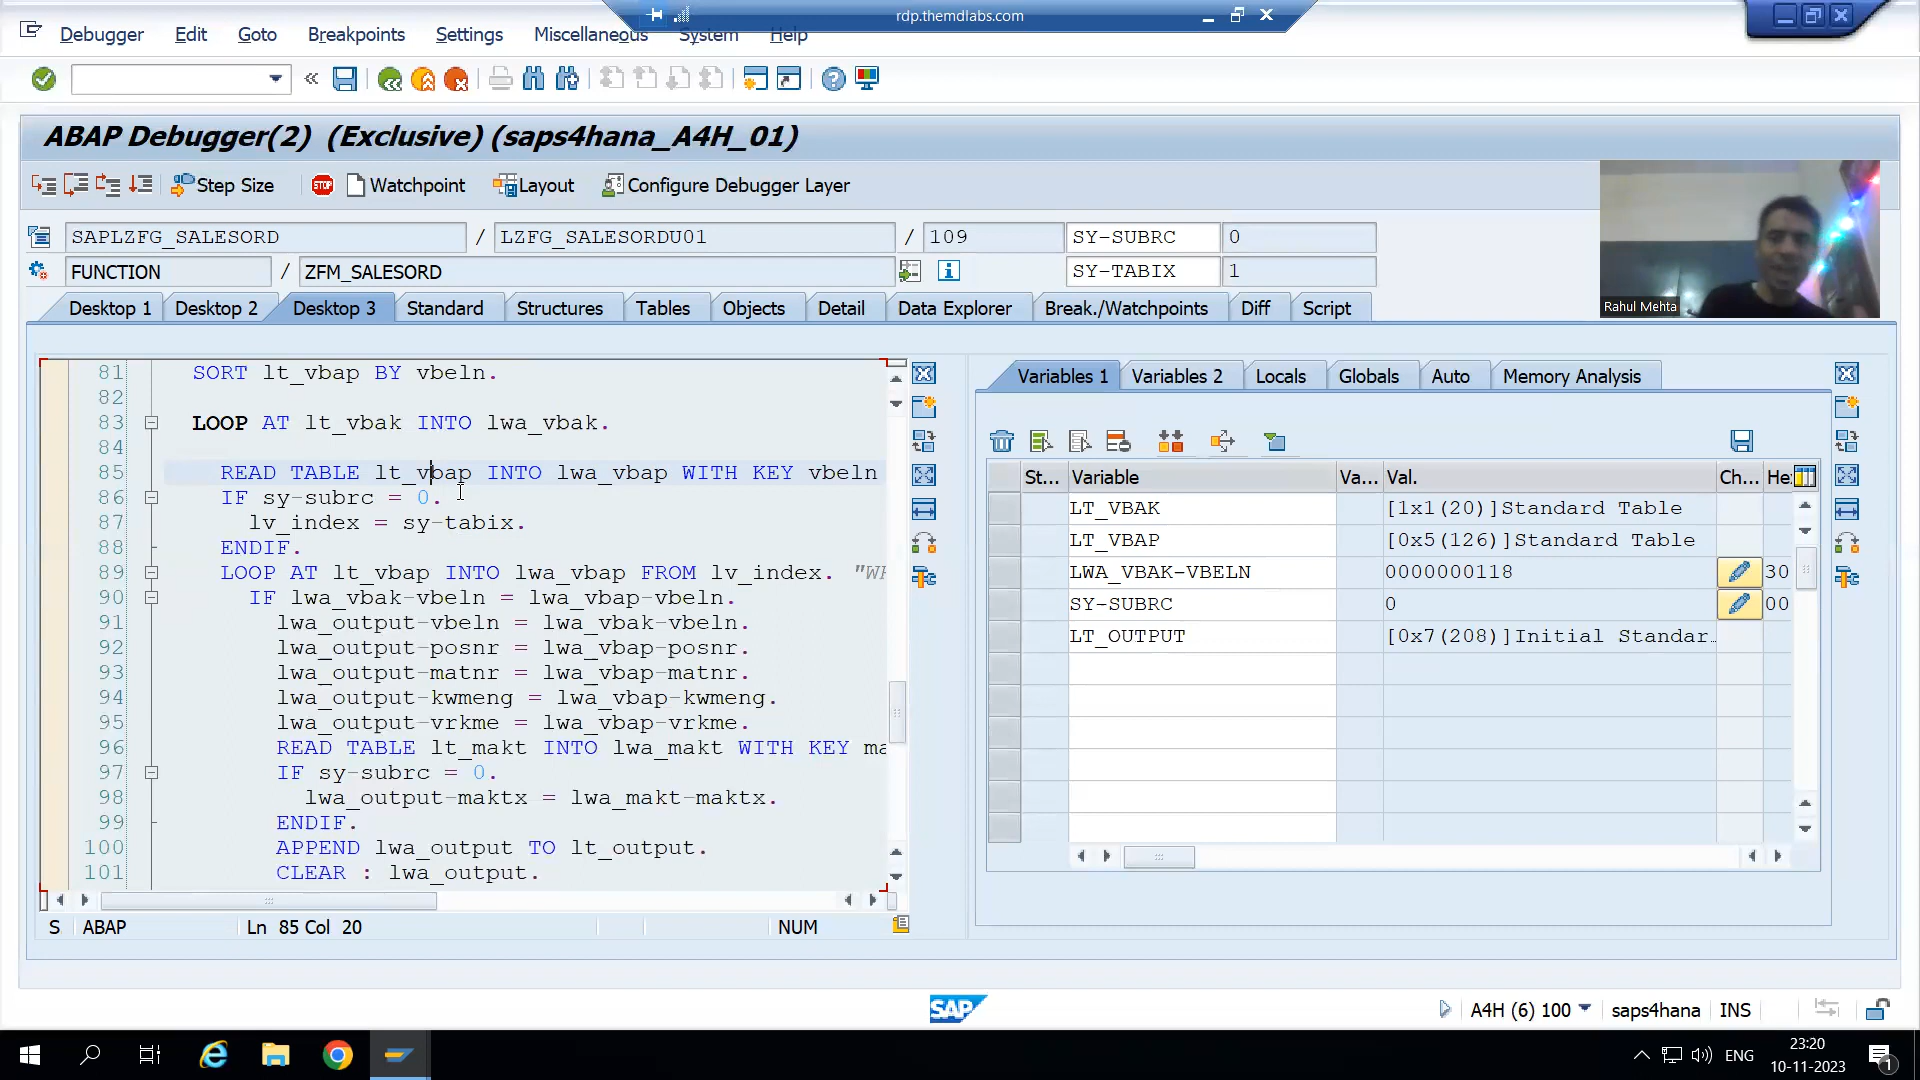 rdp.themdlabs.com
Debugger Edit Goto Breakpoints Settings Miscellaneous System Help
ABAP Debugger(2) (Exclusive) (saps4hana_A4H_01)
Step Size STOP Watchpoint Layout Configure Debugger Layer
SAPLZFG_SALESORD / LZFG_SALESORDU01 / 109 SY-SUBRC 0
FUNCTION / ZFM_SALESORD SY-TABIX 1
Rahul Mehta
Desktop 1 Desktop 2 Desktop 3 Standard Structures Tables Objects Detail Data Explorer Break./Watchpoints Diff Script
81 SORT lt_vbap BY vbeln.
82
83 LOOP AT lt_vbak INTO lwa_vbak.
84
85 READ TABLE lt_vbap INTO lwa_vbap WITH KEY vbeln
86 IF sy-subrc = 0.
87 lv_index = sy-tabix.
88 ENDIF.
89 LOOP AT lt_vbap INTO lwa_vbap FROM lv_index. "WH
90 IF lwa_vbak-vbeln = lwa_vbap-vbeln.
91 lwa_output-vbeln = lwa_vbak-vbeln.
92 lwa_output-posnr = lwa_vbap-posnr.
93 lwa_output-matnr = lwa_vbap-matnr.
94 lwa_output-kwmeng = lwa_vbap-kwmeng.
95 lwa_output-vrkme = lwa_vbap-vrkme.
96 READ TABLE lt_makt INTO lwa_makt WITH KEY ma
97 IF sy-subrc = 0.
98 lwa_output-maktx = lwa_makt-maktx.
99 ENDIF.
100 APPEND lwa_output TO lt_output.
101 CLEAR : lwa_output.
S ABAP Ln 85 Col 20 NUM
Variables 1 Variables 2 Locals Globals Auto Memory Analysis
St... Variable Va... Val. Ch... He
LT_VBAK [1x1(20)]Standard Table
LT_VBAP [0x5(126)]Standard Table
LWA_VBAK-VBELN 0000000118 30
SY-SUBRC 0 00
LT_OUTPUT [0x7(208)]Initial Standar...
SAP A4H (6) 100 saps4hana INS
ENG 23:20
10-11-2023 1